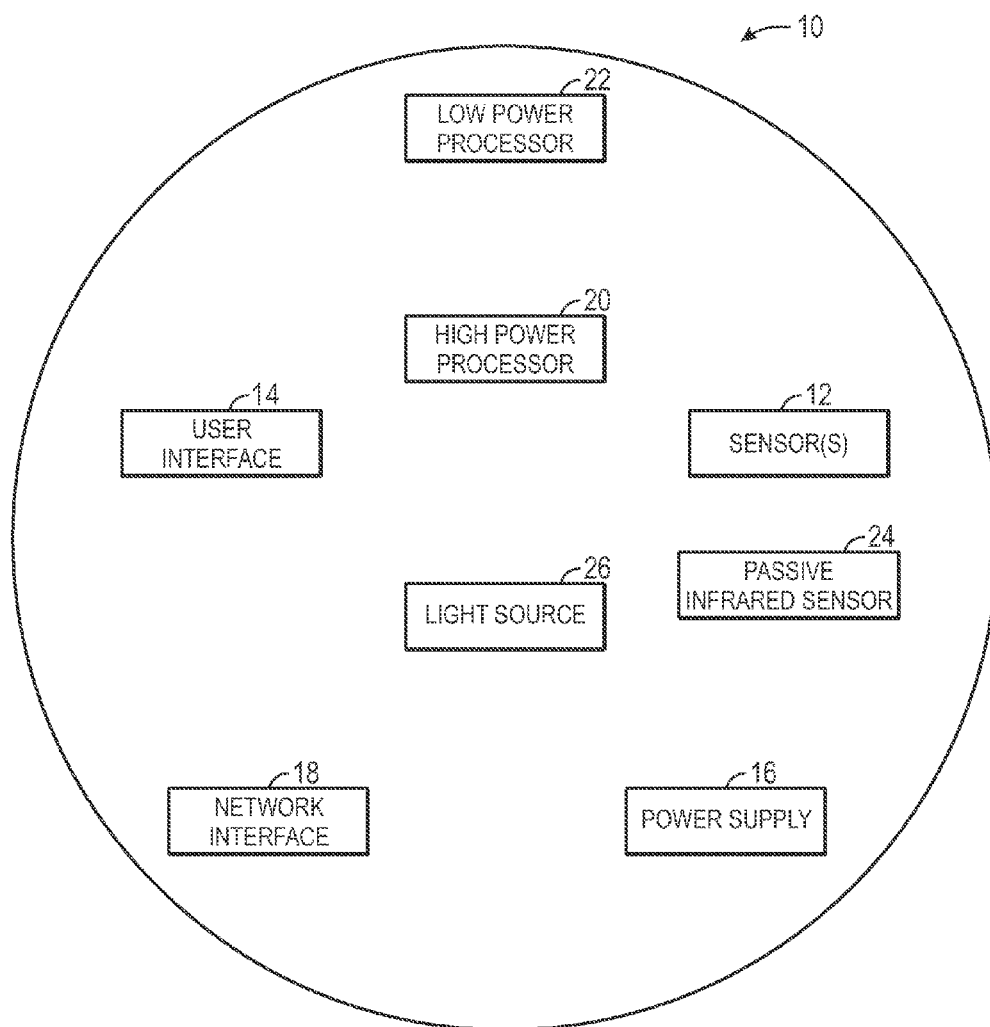 10
22
LOW POWER
PROCESSOR
20
HIGH POWER
PROCESSOR
14
USER
INTERFACE
12
SENSOR(S)
24
PASSIVE
INFRARED SENSOR
26
LIGHT SOURCE
18
NETWORK
INTERFACE
16
POWER SUPPLY